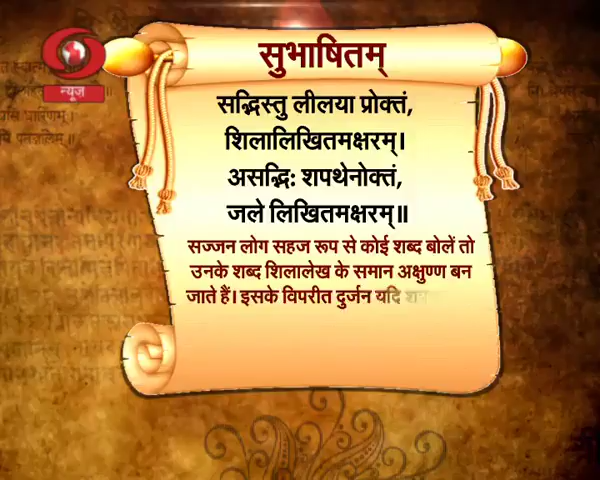 सुभाषितम्
न्यूज़
सद्भिस्तु लीलया प्रोक्तं,
शिलालिखितमक्षरम्।
असद्भि: शपथेनोक्तं,
जले लिखितमक्षरम्॥
सज्जन लोग सहज रूप से कोई शब्द बोलें तो
उनके शब्द शिलालेख के समान अक्षुण्ण बन
जाते हैं। इसके विपरीत दुर्जन यदि